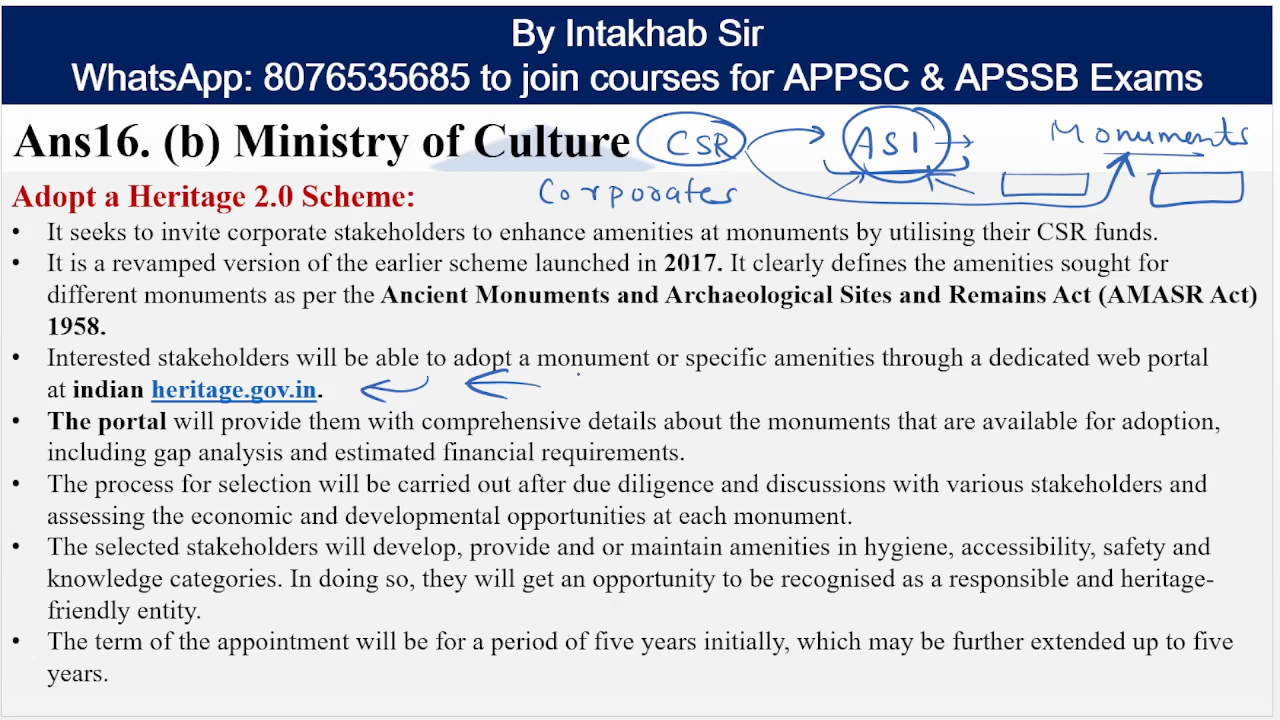 By Intakhab Sir
WhatsApp: 8076535685 to join courses for APPSC & APSSB Exams
Ans16. (b) Ministry of Culture
CSR
ASI
Monuments
Adopt a Heritage 2.0 Scheme:
Corporates
• It seeks to invite corporate stakeholders to enhance amenities at monuments by utilising their CSR funds.
• It is a revamped version of the earlier scheme launched in 2017. It clearly defines the amenities sought for
different monuments as per the Ancient Monuments and Archaeological Sites and Remains Act (AMASR Act)
1958.
• Interested stakeholders will be able to adopt a monument or specific amenities through a dedicated web portal
at indian heritage.gov.in.
• The portal will provide them with comprehensive details about the monuments that are available for adoption,
including gap analysis and estimated financial requirements.
• The process for selection will be carried out after due diligence and discussions with various stakeholders and
assessing the economic and developmental opportunities at each monument.
• The selected stakeholders will develop, provide and or maintain amenities in hygiene, accessibility, safety and
knowledge categories. In doing so, they will get an opportunity to be recognised as a responsible and heritage-
friendly entity.
• The term of the appointment will be for a period of five years initially, which may be further extended up to five
years.